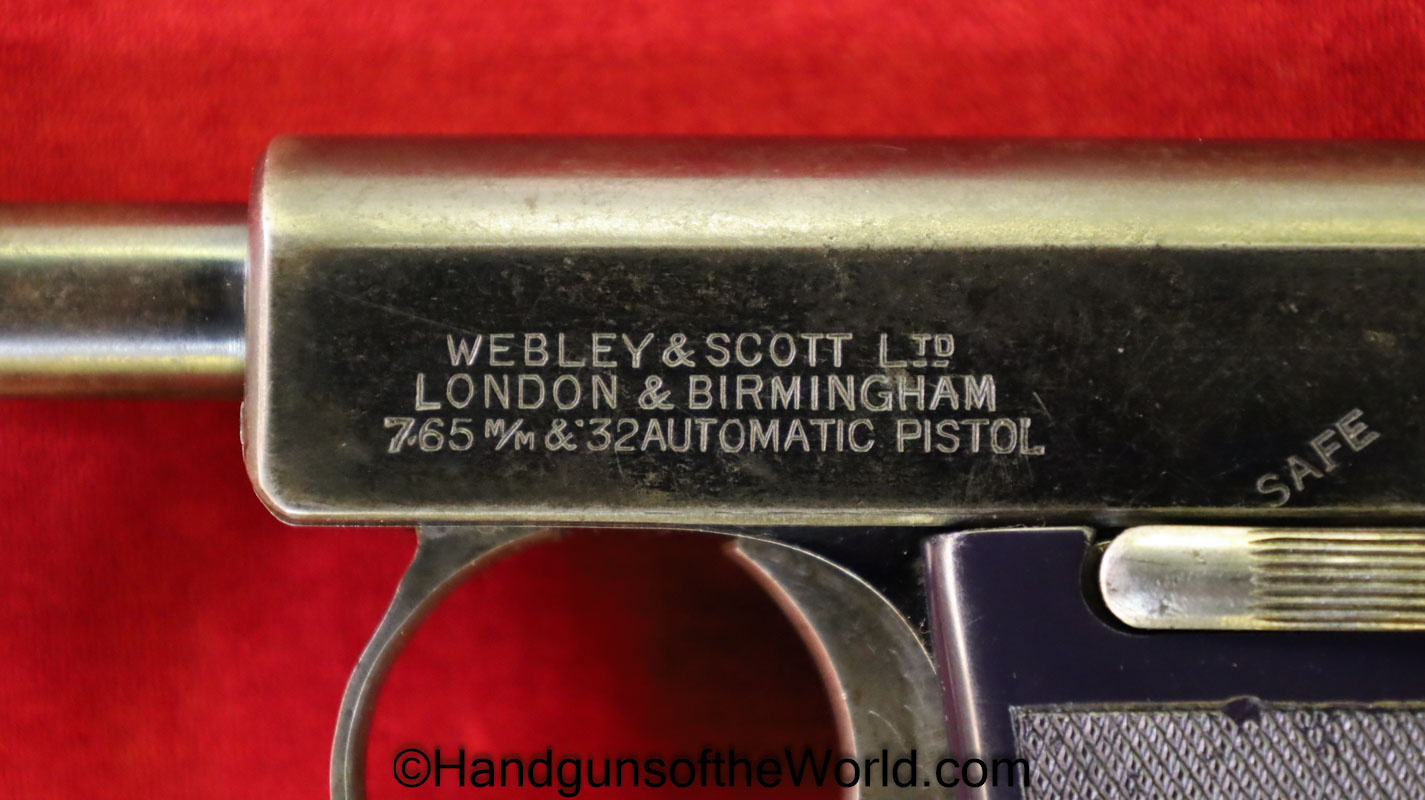 WEBLEY & SCOTT LTD
LONDON & BIRMINGHAM
7.65 M/M & .32 AUTOMATIC PISTOL
SAFE
©HandgunsoftheWorld.com